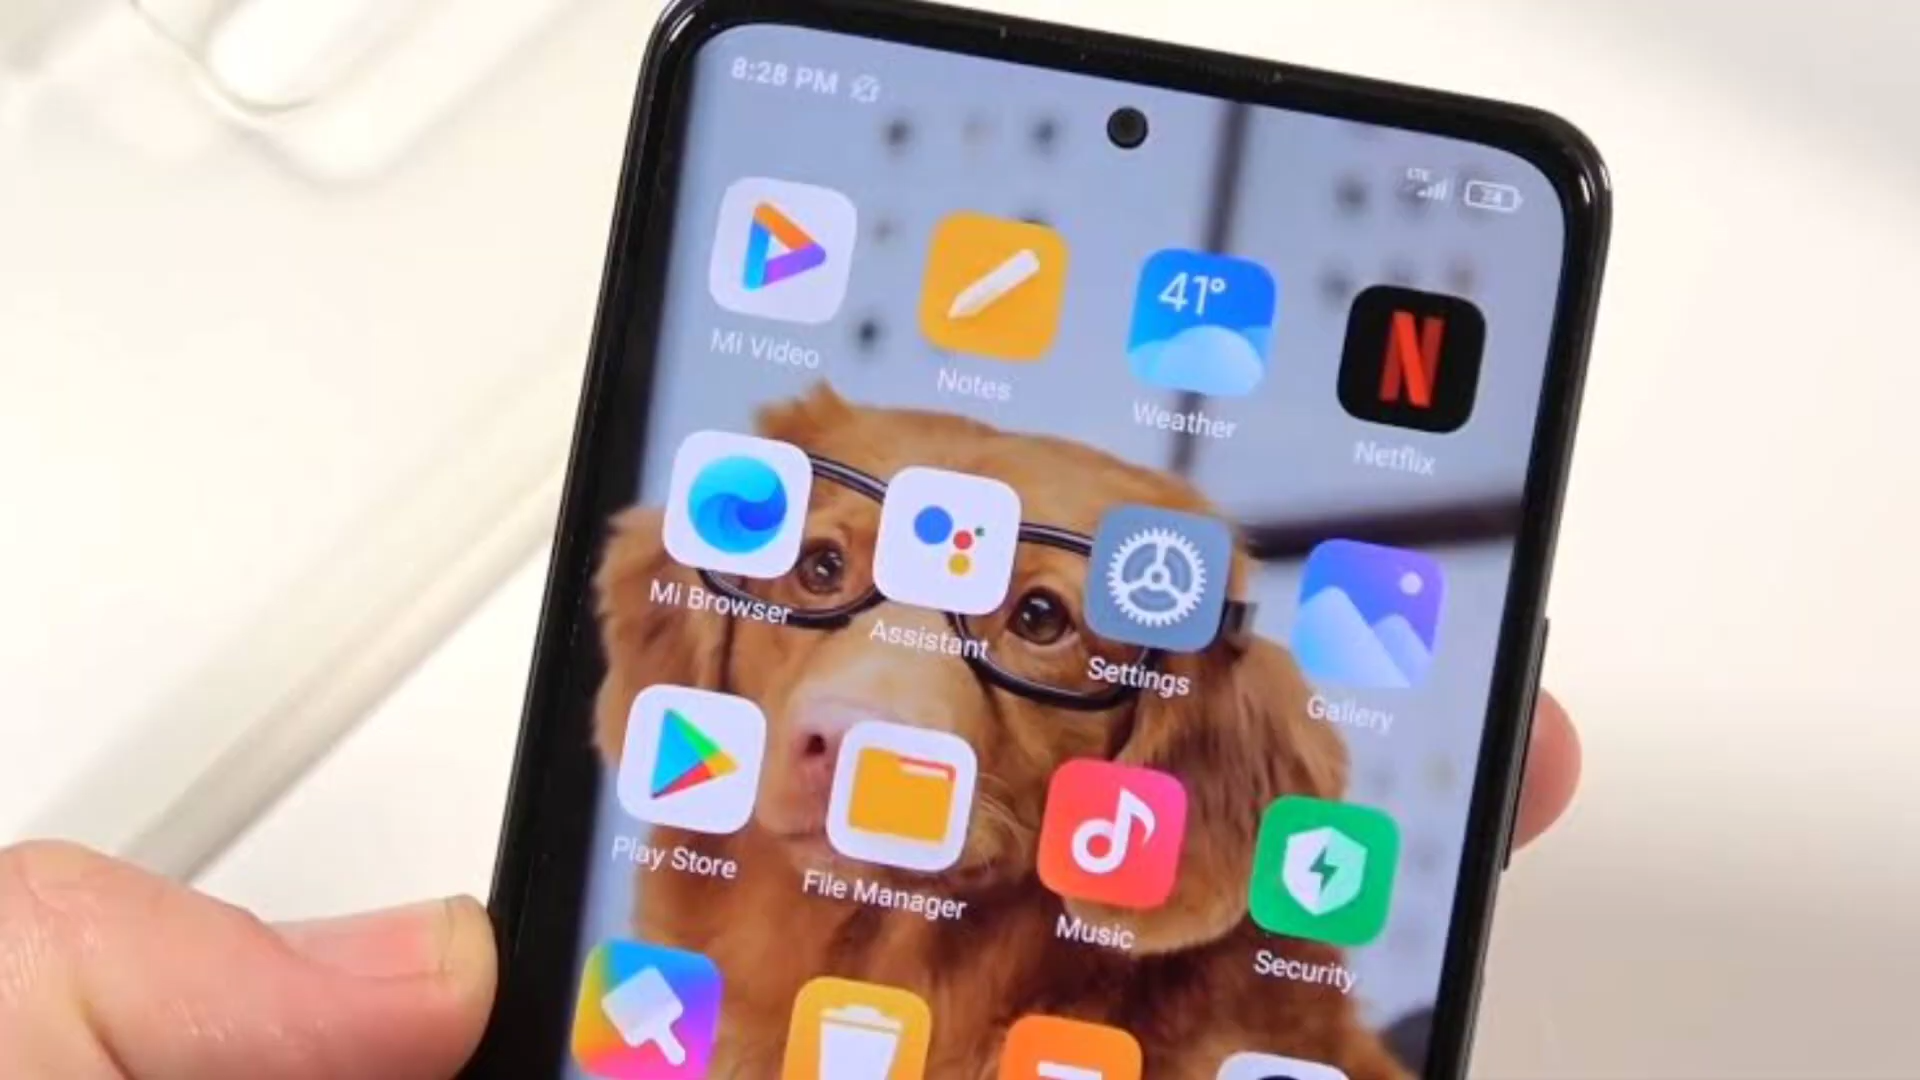 8:28 PM
LTE
41°
N
Mi Video
Notes
Weather
Netflix
Mi Browser
Assistant
Settings
Gallery
Play Store
File Manager
Music
Security